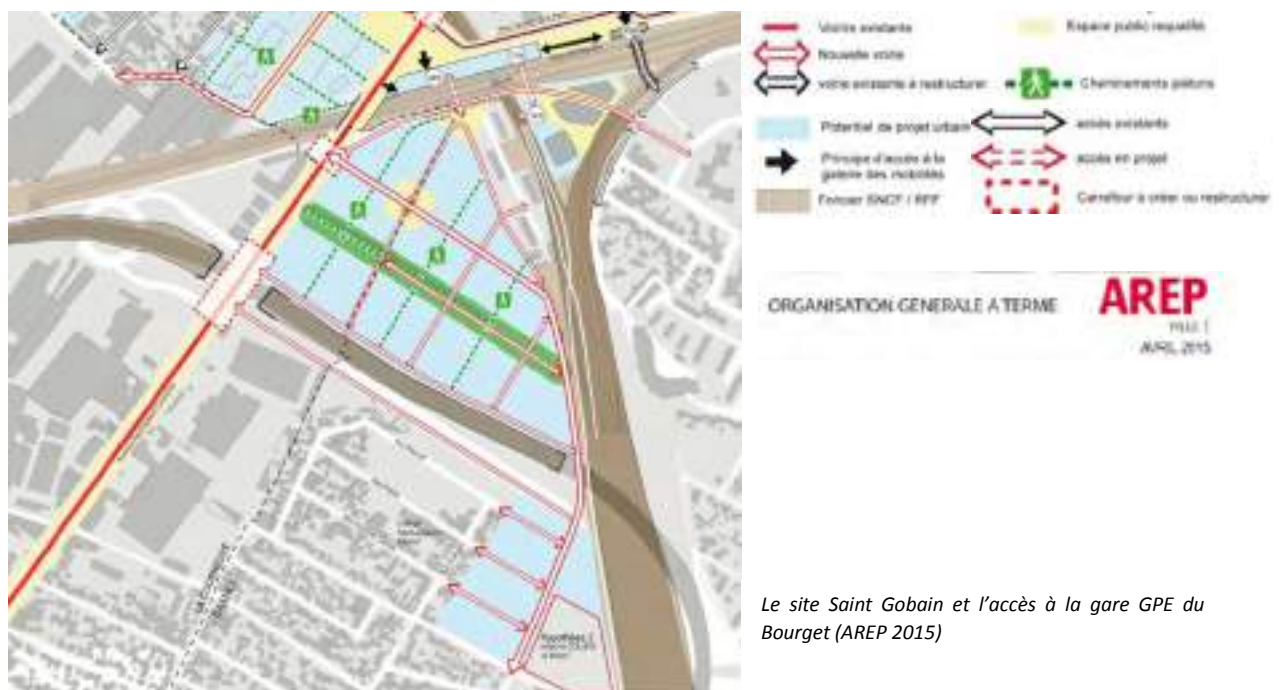 Voirie existante
Nouvelle voirie
voirie existante à restructurer
Potentiel de projet urbain
Principe d'accès à la
galerie des mobilités
Foncier SNCF / RFF
Espace public requalifié
Cheminements piétons
accès existants
accès en projet
Carrefour à créer ou restructurer
ORGANISATION GENERALE A TERME
AREP
AVRIL 2015
Le site Saint Gobain et l'accès à la gare GPE du
Bourget (AREP 2015)